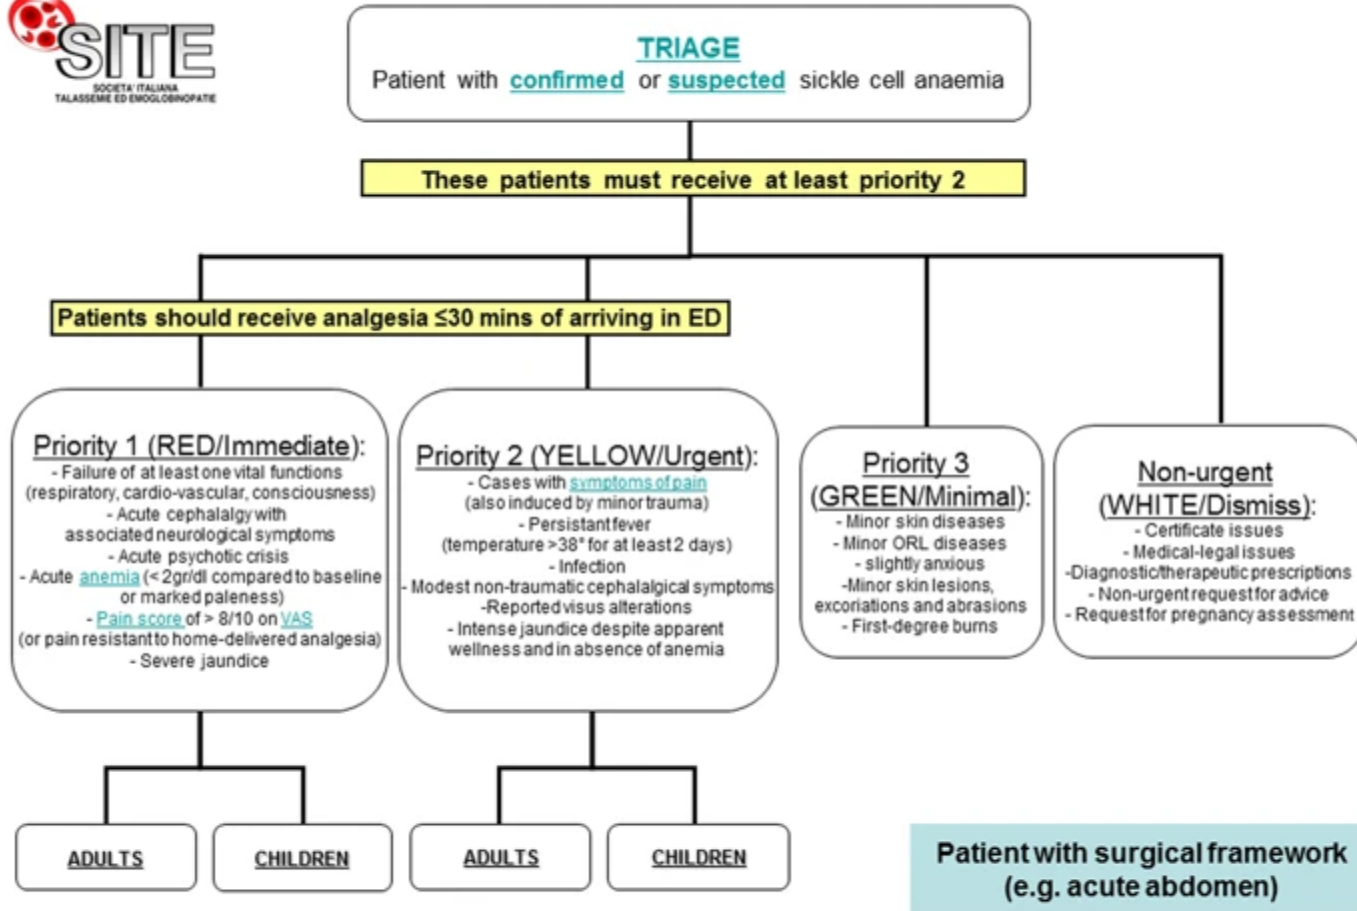 SITE
SOCIETA' ITALIANA
TALASSEMIE ED EMOGLOBINOPATIE
TRIAGE
Patient with confirmed or suspected sickle cell anaemia
These patients must receive at least priority 2
Patients should receive analgesia ≤30 mins of arriving in ED
Priority 1 (RED/Immediate):
- Failure of at least one vital functions
(respiratory, cardio-vascular, consciousness)
- Acute cephalalgy with
associated neurological symptoms
- Acute psychotic crisis
- Acute anemia (< 2gr/dl compared to baseline
or marked paleness)
- Pain score of > 8/10 on VAS
(or pain resistant to home-delivered analgesia)
- Severe jaundice
Priority 2 (YELLOW/Urgent):
- Cases with symptoms of pain
(also induced by minor trauma)
- Persistant fever
(temperature >38° for at least 2 days)
- Infection
- Modest non-traumatic cephalalgical symptoms
-Reported visus alterations
- Intense jaundice despite apparent
wellness and in absence of anemia
Priority 3
(GREEN/Minimal):
- Minor skin diseases
- Minor ORL diseases
- slightly anxious
-Minor skin lesions,
excoriations and abrasions
- First-degree burns
Non-urgent
(WHITE/Dismiss):
- Certificate issues
- Medical-legal issues
-Diagnostic/therapeutic prescriptions
- Non-urgent request for advice
- Request for pregnancy assessment
ADULTS
CHILDREN
ADULTS
CHILDREN
Patient with surgical framework
(e.g. acute abdomen)